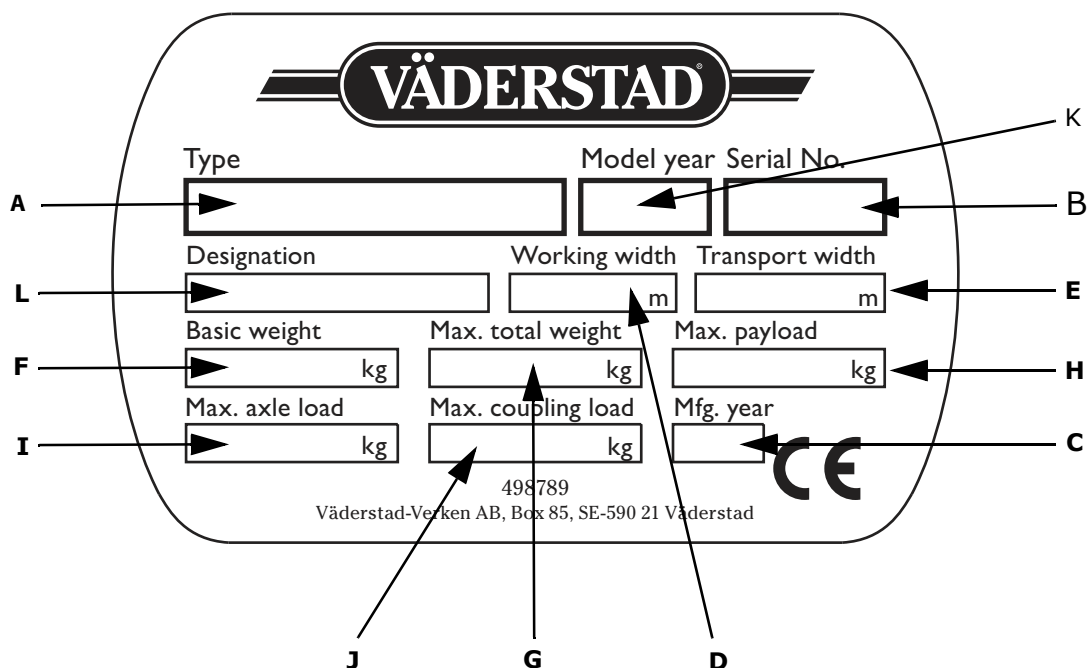 VÄDERSTAD
K
Type Model year Serial No.
A B
Designation Working width Transport width
L m m E
Basic weight Max. total weight Max. payload
F kg kg kg H
Max. axle load Max. coupling load Mfg. year
I kg kg C
CE
498789
Väderstad-Verken AB, Box 85, SE-590 21 Väderstad
J G D